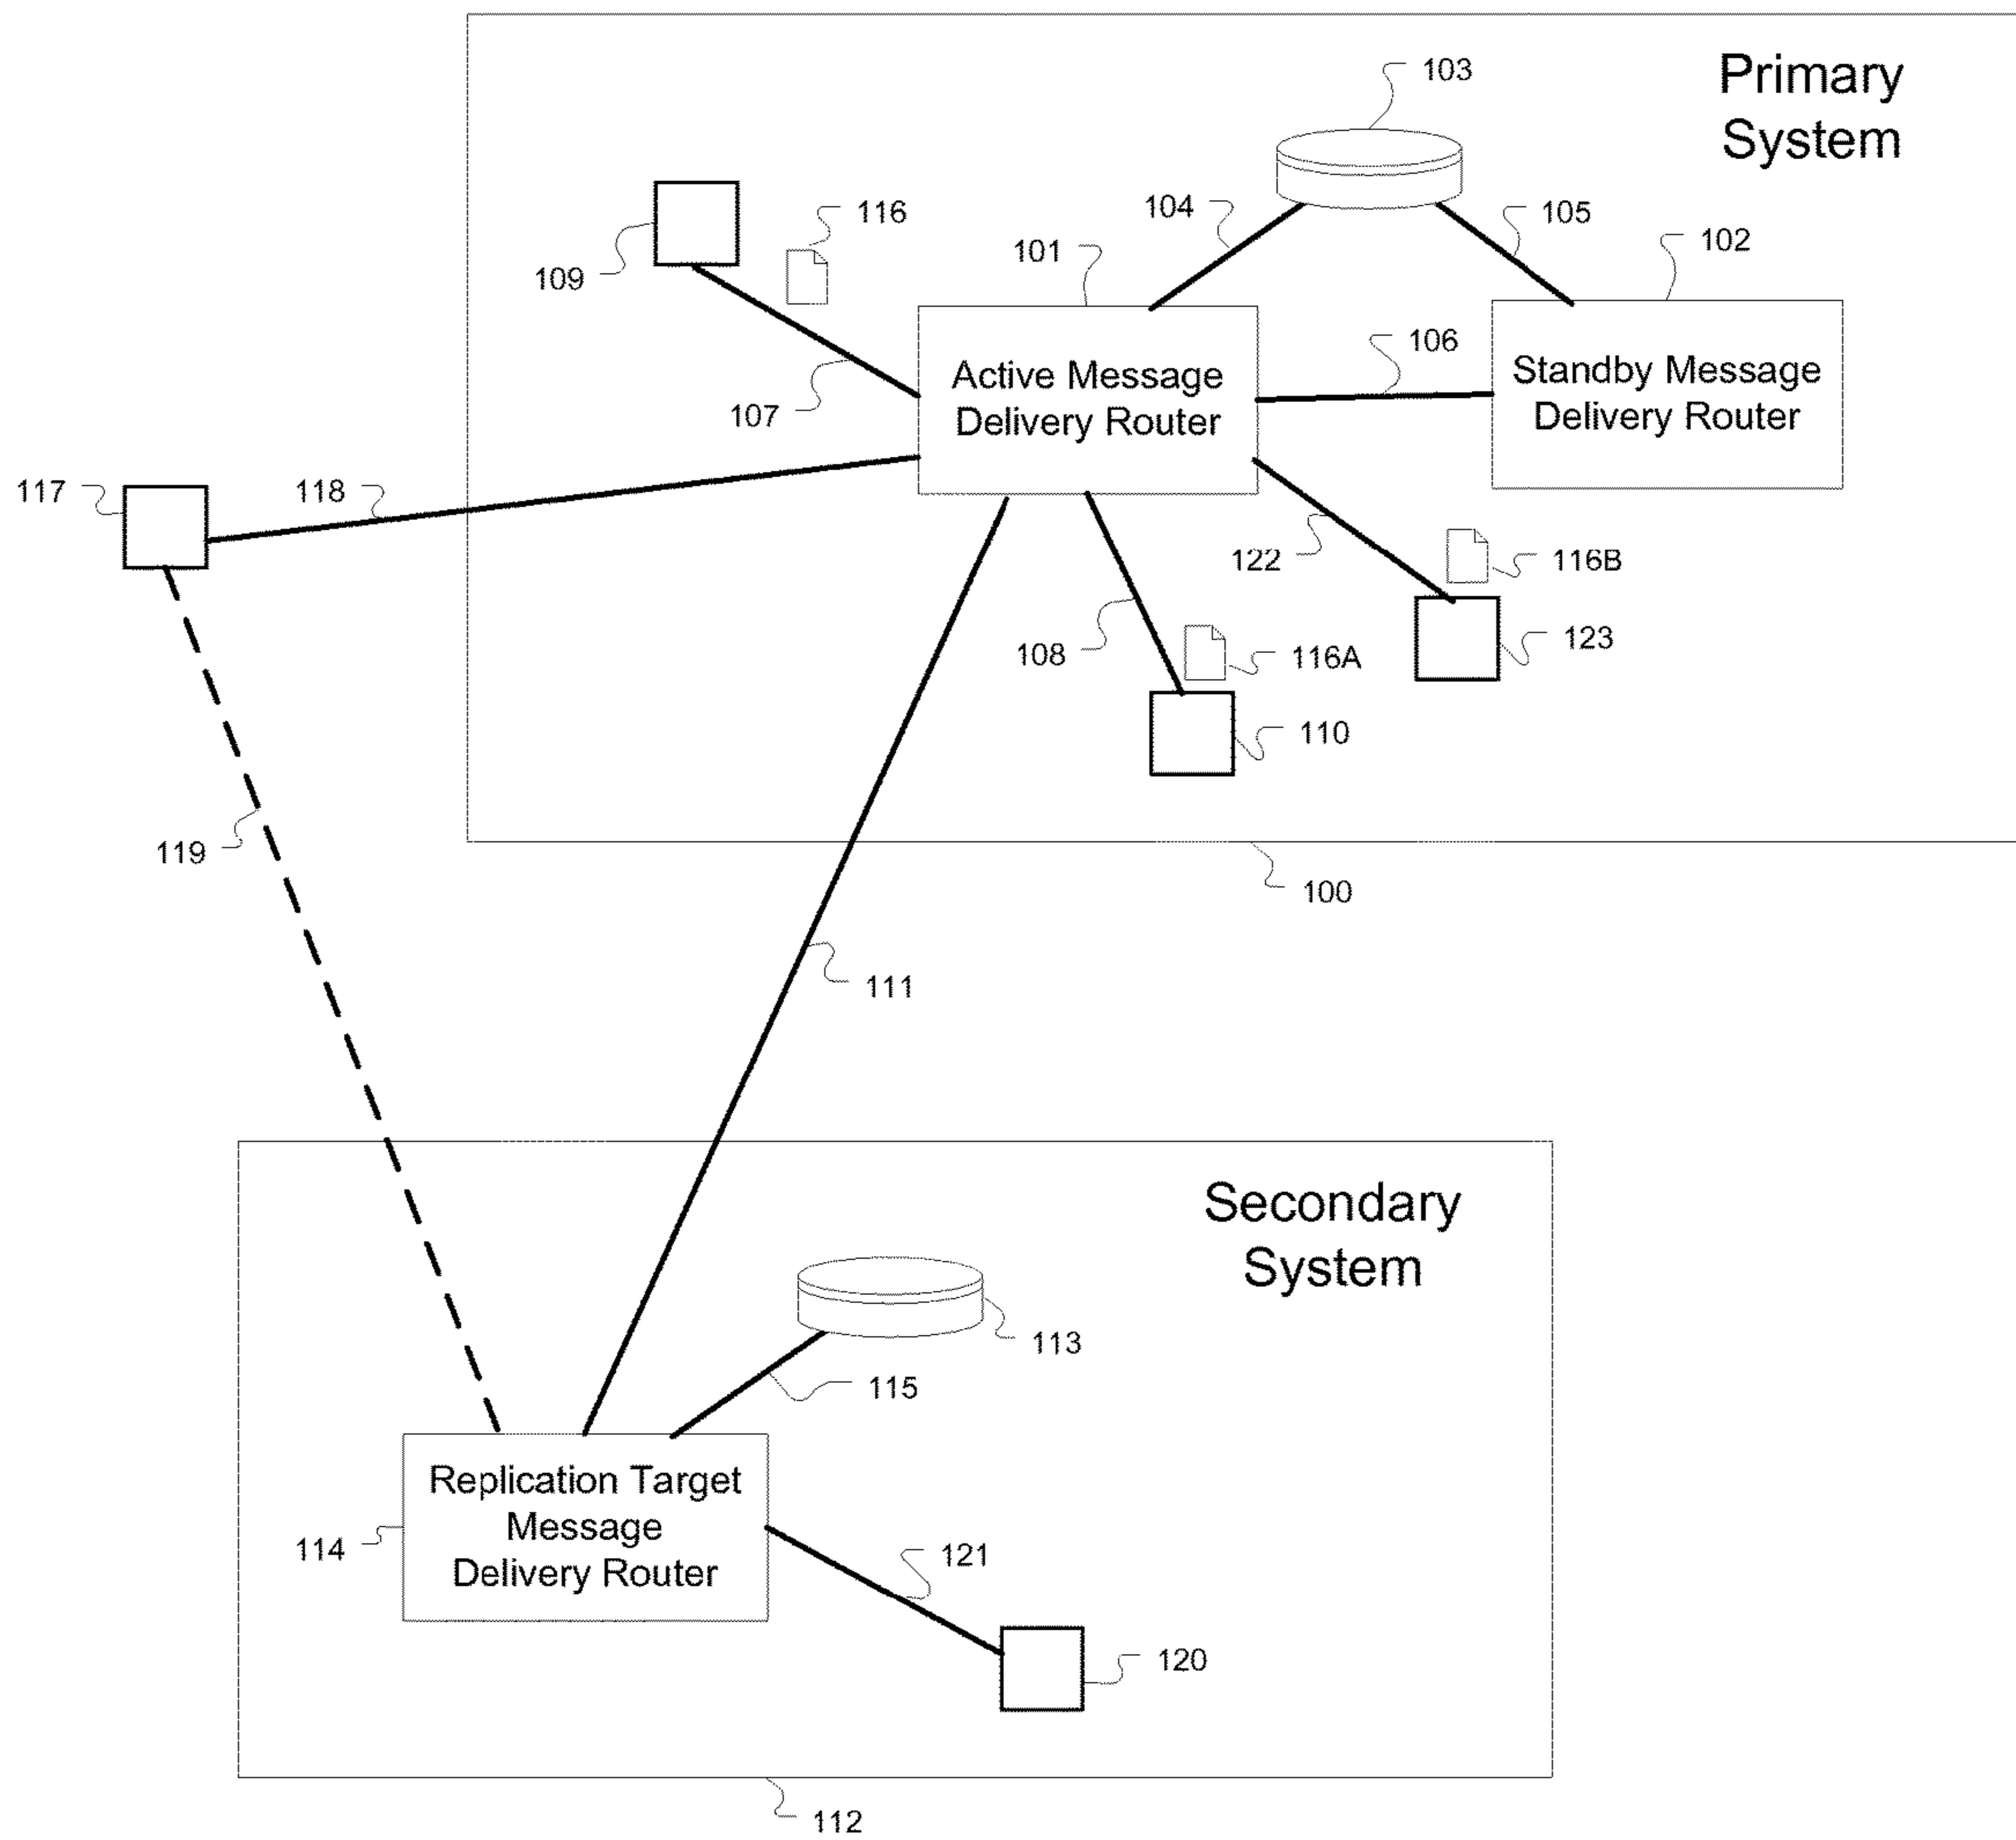 Primary
System
103
104
105
116
101
102
109
106
Active Message
Delivery Router
Standby Message
Delivery Router
107
117
118
122
116B
108
116A
123
110
119
100
111
Secondary
System
113
115
Replication Target
Message
Delivery Router
114
121
120
112